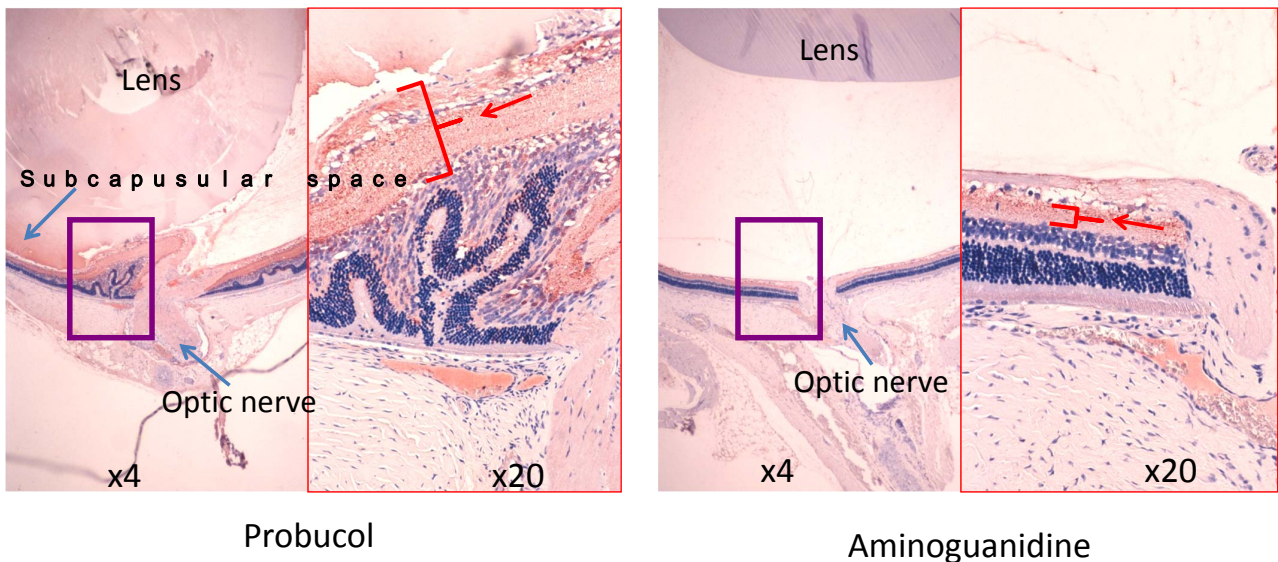 Lens
Subcapusular space
Optic nerve
x4
x20
Probucol
Lens
Optic nerve
x4
x20
Aminoguanidine